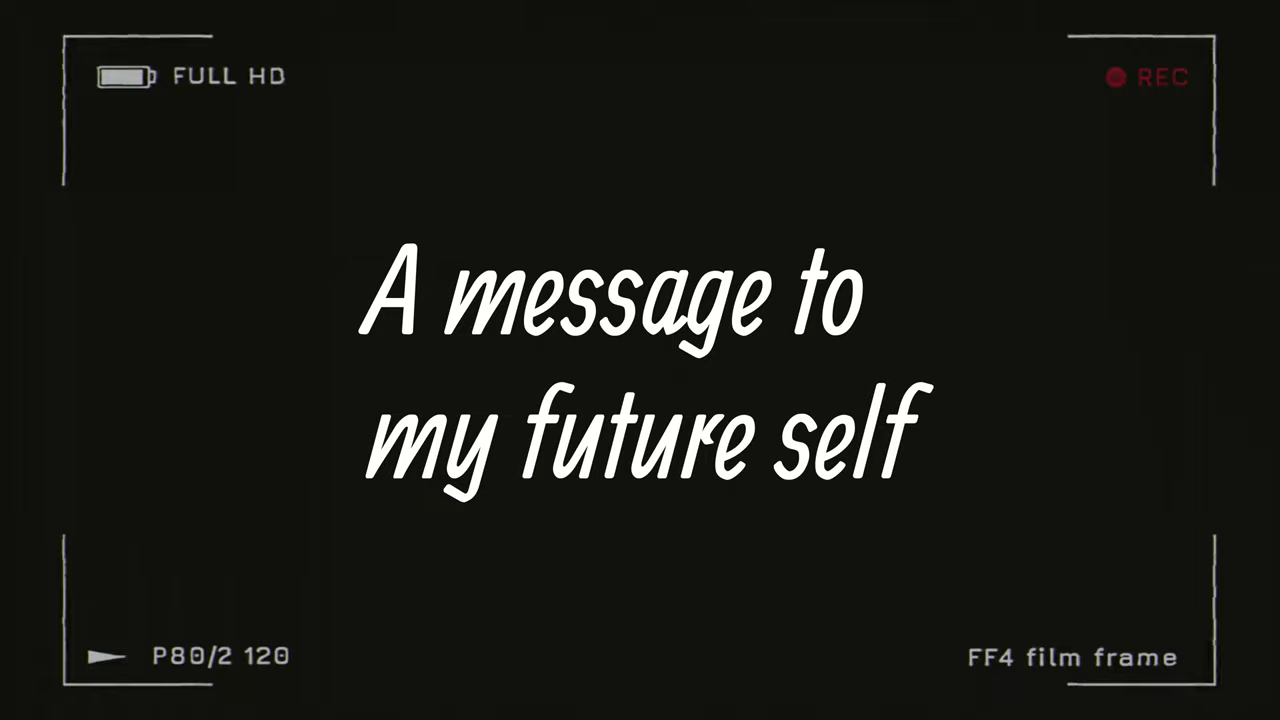 FULL HD
REC
A message to
my future self
P80/2 120
FF4 film frame